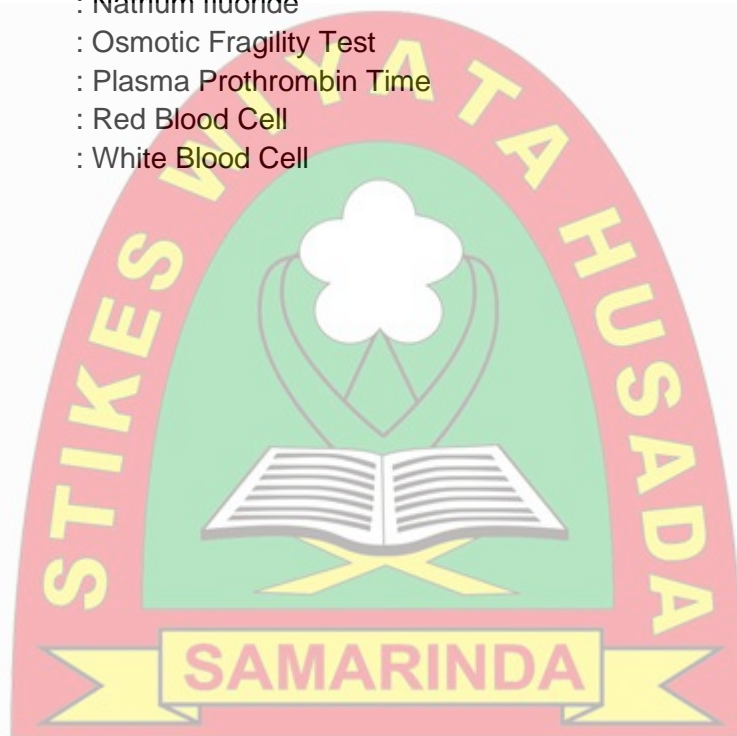 : Natrium fluoride
: Osmotic Fragility Test
: Plasma Prothrombin Time
: Red Blood Cell
: White Blood Cell
STIKES WIYATA HUSADA
SAMARINDA